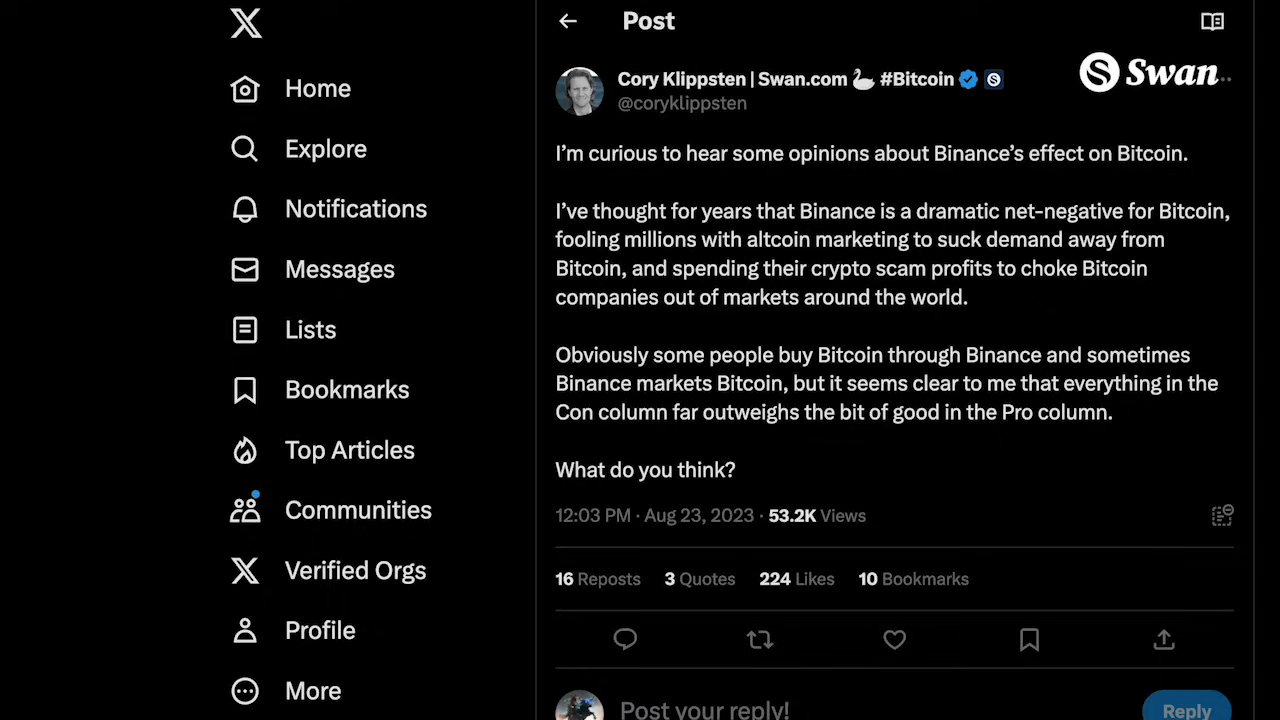 Home
Explore
Notifications
Messages
Lists
Bookmarks
Top Articles
Communities
Verified Orgs
Profile
More
Post
Cory Klippsten | Swan.com 🦢 #Bitcoin
@coryklippsten
Swan
I’m curious to hear some opinions about Binance’s effect on Bitcoin.
I’ve thought for years that Binance is a dramatic net-negative for Bitcoin,
fooling millions with altcoin marketing to suck demand away from
Bitcoin, and spending their crypto scam profits to choke Bitcoin
companies out of markets around the world.
Obviously some people buy Bitcoin through Binance and sometimes
Binance markets Bitcoin, but it seems clear to me that everything in the
Con column far outweighs the bit of good in the Pro column.
What do you think?
12:03 PM · Aug 23, 2023 · 53.2K Views
16 Reposts 3 Quotes 224 Likes 10 Bookmarks
Post your reply!
Reply